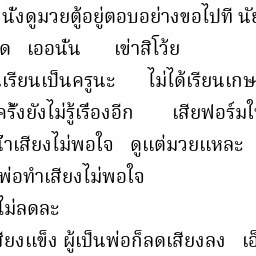 นั่งดูมวยตู้อยู่ตอบอย่างขอไปที นัย
ด เออนั่น เข่าสิโว้ย
นเรียนเป็นครูนะ ไม่ได้เรียนเกษ
ครั้งยังไม่รู้เรื่องอีก เสียฟอร์มใน
ำเสียงไม่พอใจ ดูแต่มวยแหละ
พ่อทำเสียงไม่พอใจ
ไม่ลดละ
สียงแข็ง ผู้เป็นพ่อก็ลดเสียงลง เอ็